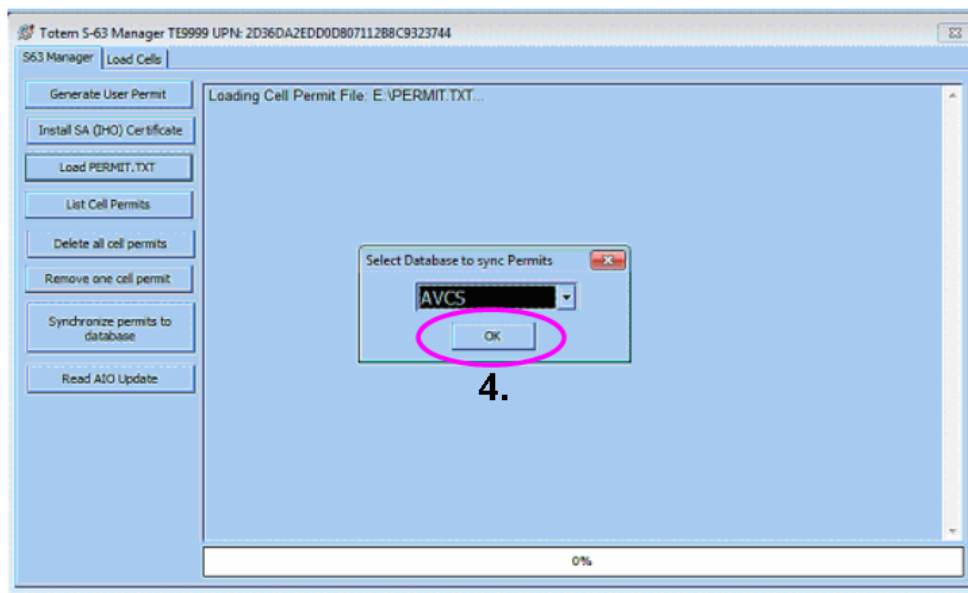 Totem S-63 Manager TE9999 UPN: 2D36DA2EDD0D807112B8C9323744
S63 Manager
Load Cells
Generate User Permit
Loading Cell Permit File: E:\PERMIT.TXT...
Install SA (IHO) Certificate
Load PERMIT.TXT
List Cell Permits
Delete all cell permits
Remove one cell permit
Synchronize permits to
database
Read AIO Update
Select Database to sync Permits
AVCS
OK
4.
0%